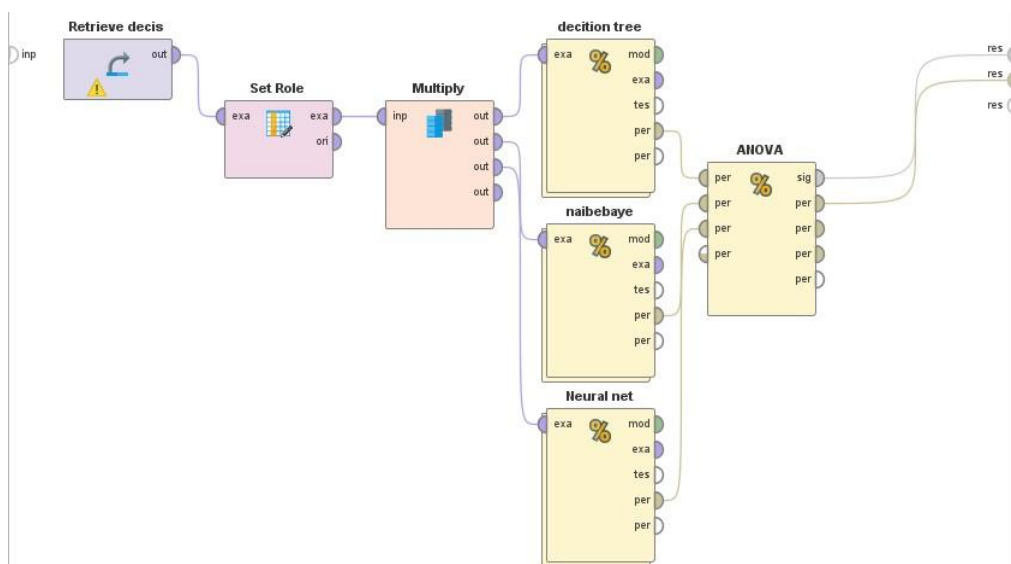 inp
Retrieve decis
out
Set Role
exa
exa
ori
Multiply
inp
out
out
out
out
decition tree
exa
mod
exa
tes
per
per
naibebaye
exa
mod
exa
tes
per
per
Neural net
exa
mod
exa
tes
per
per
ANOVA
per
sig
per
per
per
per
per
per
per
res
res
res